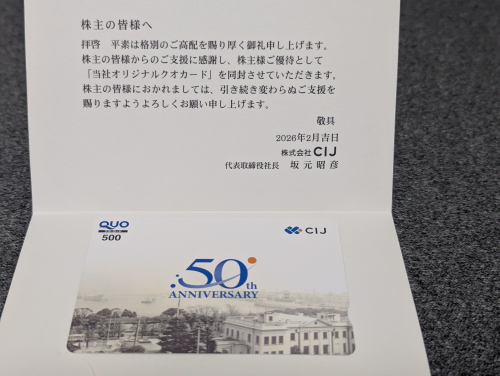 株主の皆様へ
拝啓　平素は格別のご高配を賜り厚く御礼申し上げます。
株主の皆様からのご支援に感謝し、株主様ご優待として
「当社オリジナルクオカード」を同封させていただきます。
株主の皆様におかれましては、引き続き変わらぬご支援を
賜りますようよろしくお願い申し上げます。
敬具
2026年2月吉日
株式会社CIJ
代表取締役社長　坂元昭彦
QUO
500
CIJ
50th
ANNIVERSARY